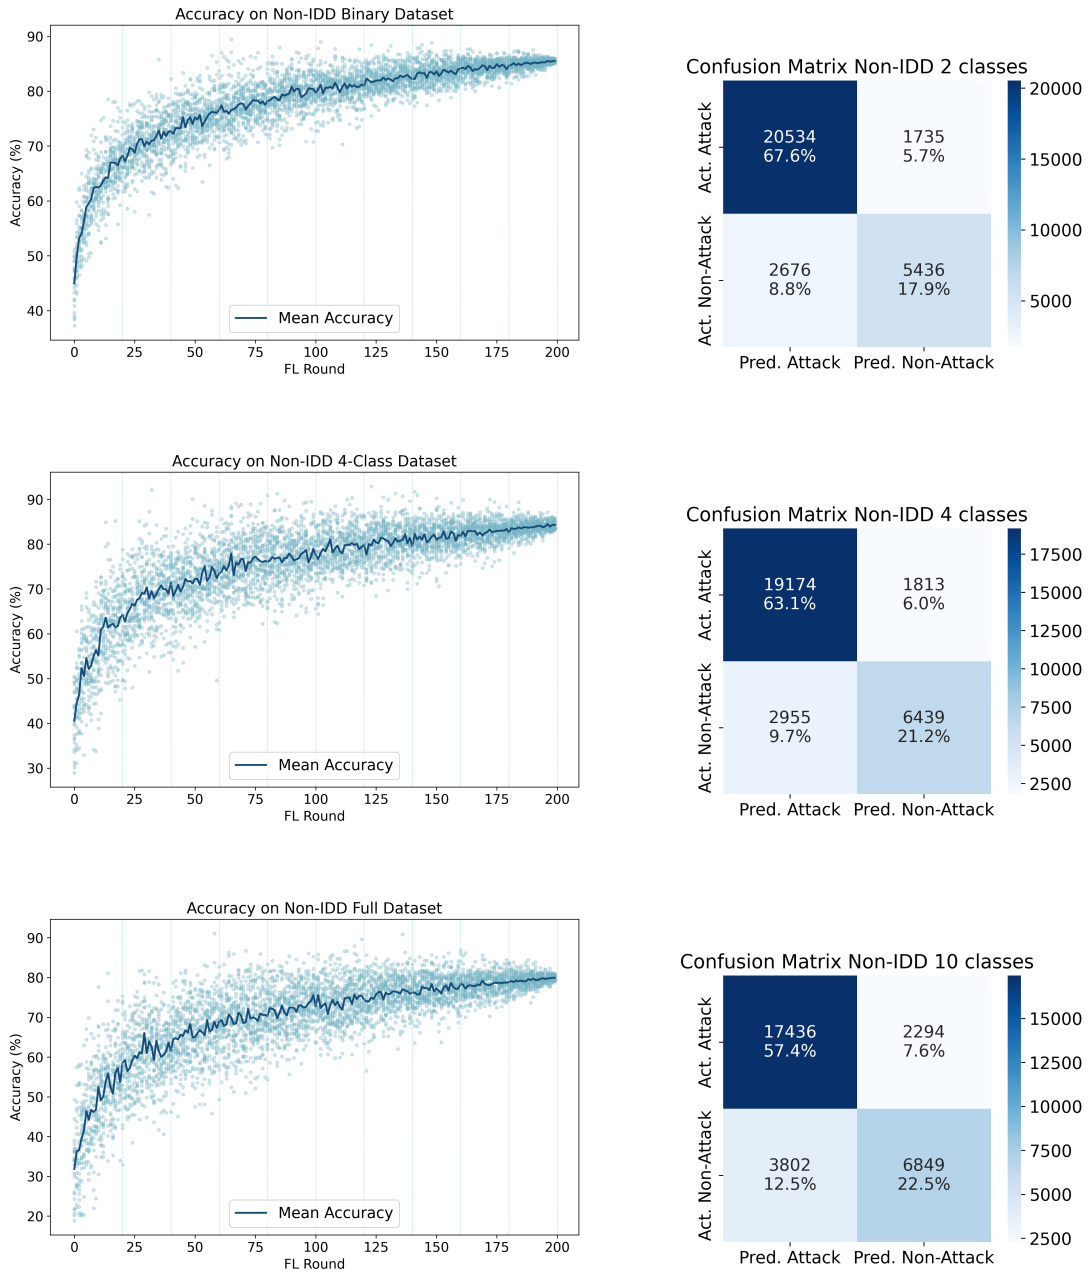 Accuracy on Non-IDD Binary Dataset
90
80
70
60
50
40
Accuracy (%)
Mean Accuracy
0 25 50 75 100 125 150 175 200
FL Round
Confusion Matrix Non-IDD 2 classes
Act. Attack
Act. Non-Attack
20534 1735
67.6% 5.7%
2676 5436
8.8% 17.9%
Pred. Attack Pred. Non-Attack
20000
15000
10000
5000
Accuracy on Non-IDD 4-Class Dataset
90
80
70
60
50
40
30
Accuracy (%)
Mean Accuracy
0 25 50 75 100 125 150 175 200
FL Round
Confusion Matrix Non-IDD 4 classes
Act. Attack
Act. Non-Attack
19174 1813
63.1% 6.0%
2955 6439
9.7% 21.2%
Pred. Attack Pred. Non-Attack
17500
15000
12500
10000
7500
5000
2500
Accuracy on Non-IDD Full Dataset
90
80
70
60
50
40
30
20
Accuracy (%)
Mean Accuracy
0 25 50 75 100 125 150 175 200
FL Round
Confusion Matrix Non-IDD 10 classes
Act. Attack
Act. Non-Attack
17436 2294
57.4% 7.6%
3802 6849
12.5% 22.5%
Pred. Attack Pred. Non-Attack
15000
12500
10000
7500
5000
2500